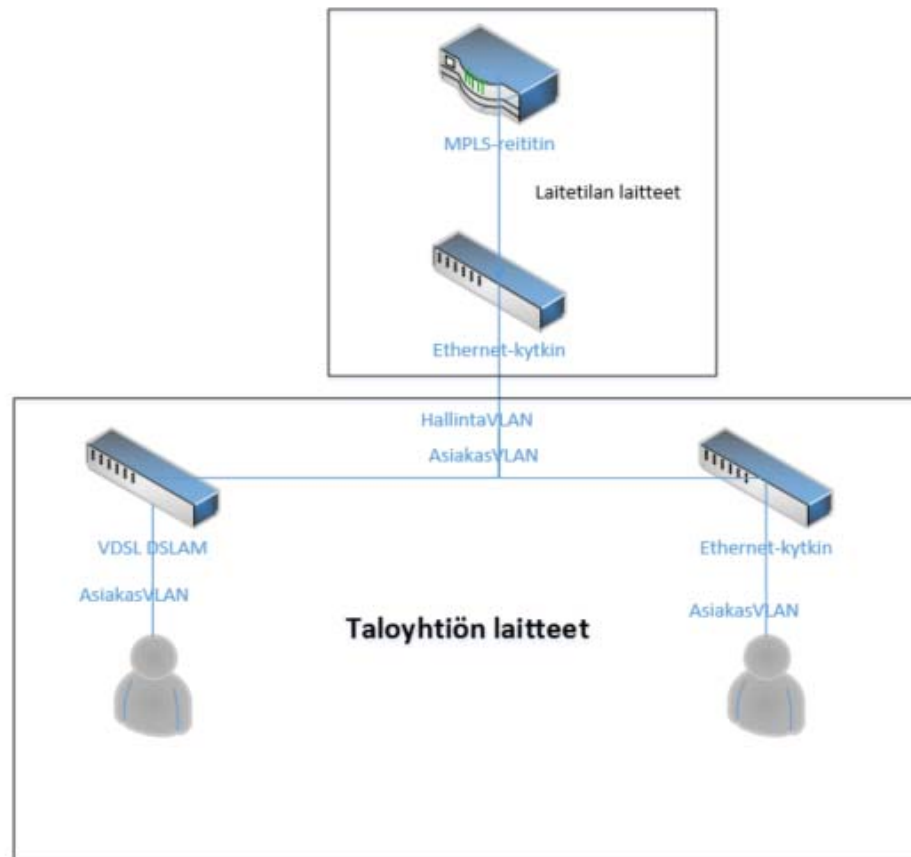 MPLS-reititin
Laitetilan laitteet
Ethernet-kytkin
HallintaVLAN
AsiakasVLAN
VDSL DSLAM
Ethernet-kytkin
AsiakasVLAN
AsiakasVLAN
Taloyhtiön laitteet